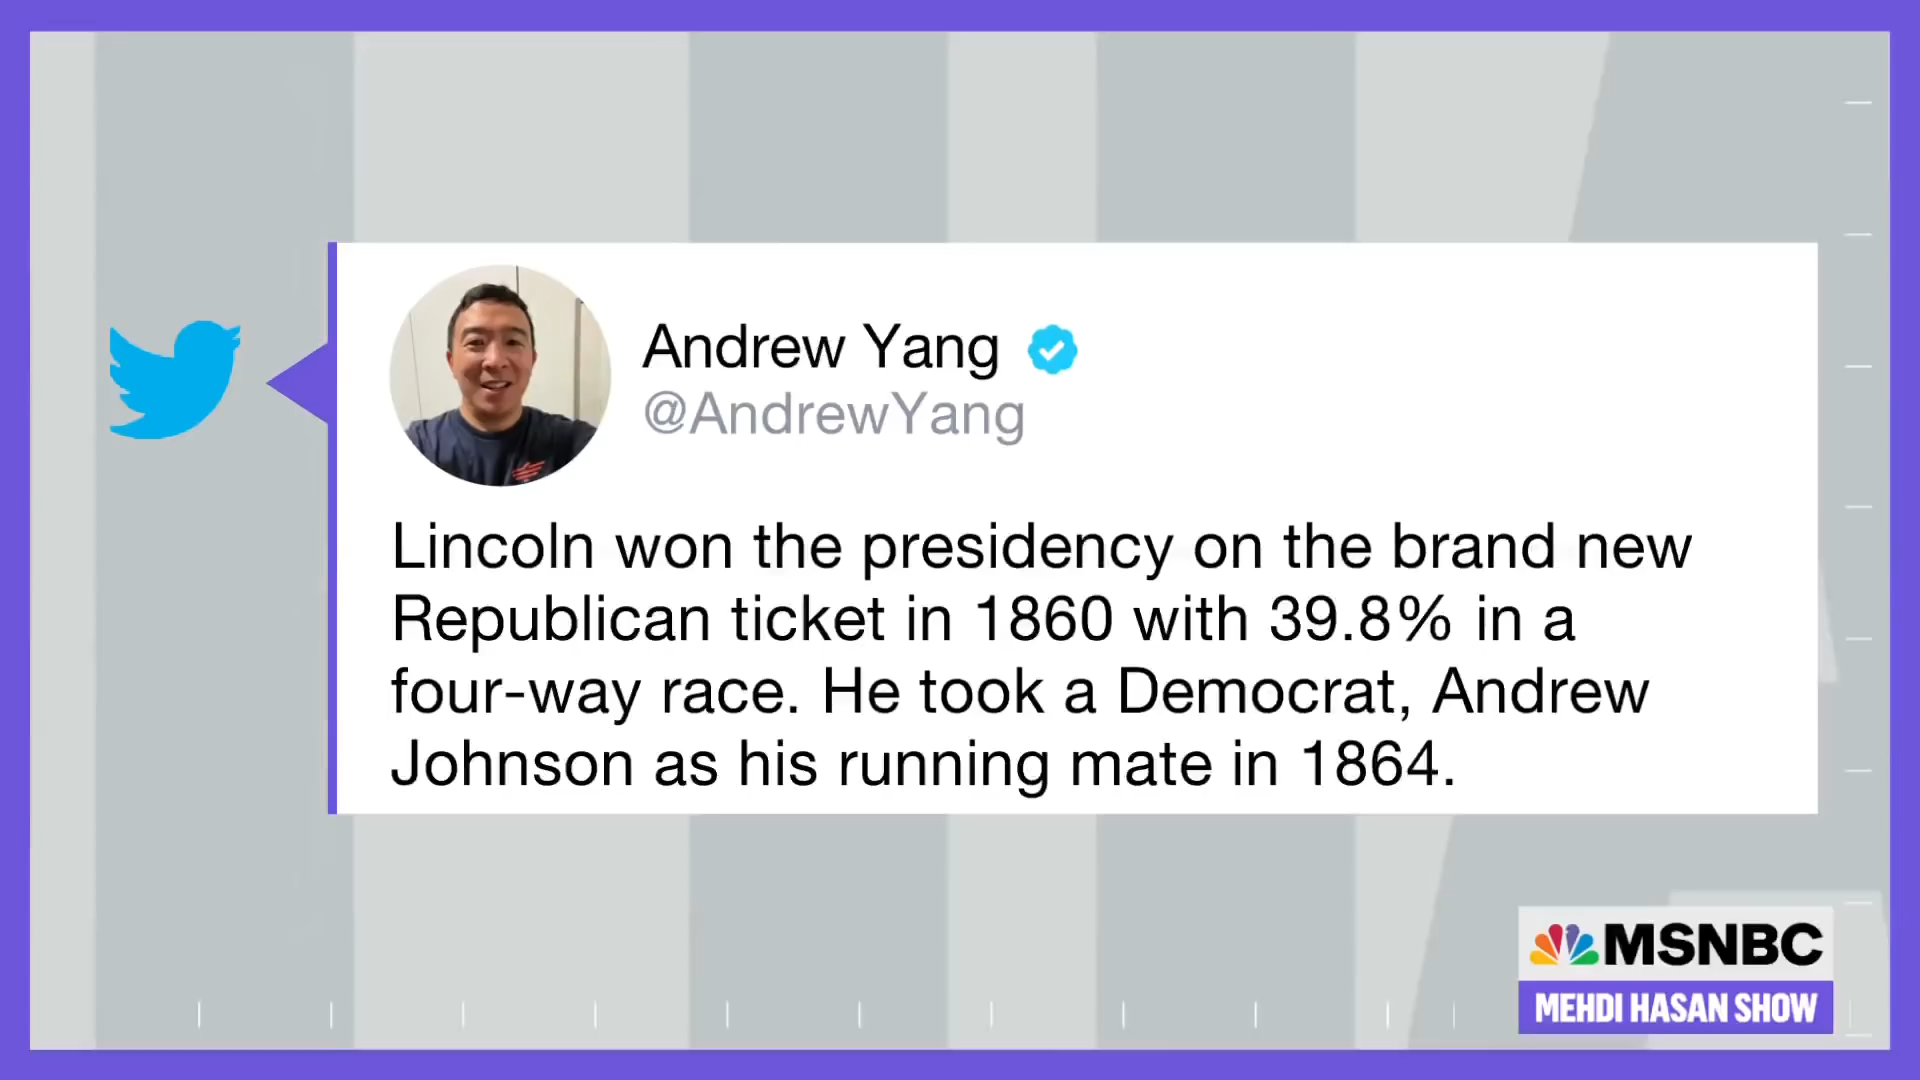 Andrew Yang
@AndrewYang
Lincoln won the presidency on the brand new
Republican ticket in 1860 with 39.8% in a
four-way race. He took a Democrat, Andrew
Johnson as his running mate in 1864.
MSNBC
MEHDI HASAN SHOW